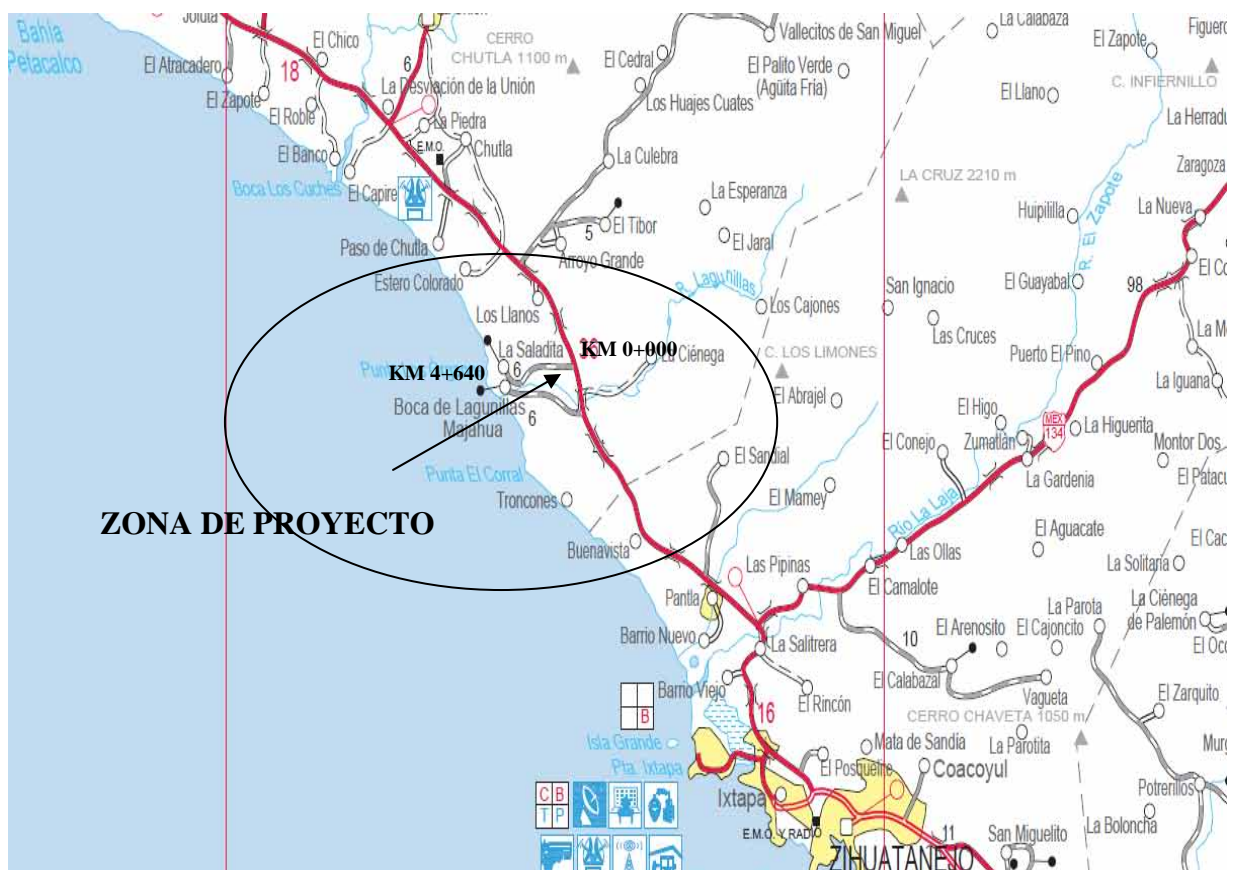 Joluta
Bahía
Petacalco
El Chico
El Atracadero
18
6
CERRO
CHUTLA 1100 m
El Cedral
Vallecitos de San Miguel
La Calabaza
El Zapote
El Palito Verde
(Agüita Fría)
C. INFIERNILLO
El Zapote
La Desviación de la Unión
Los Huajes Cuates
El Llano
El Roble
La Piedra
E.M.O.
Chutla
El Banco
La Culebra
Zaragoza
LA CRUZ 2210 m
Boca Los Cuches
El Capire
La Esperanza
Huipililla
R. El Zapote
La Nueva
El Tibor
5
El Jaral
Paso de Chutla
Arroyo Grande
Estero Colorado
R. Lagunillas
San Ignacio
El Guayabal
98
Los Llanos
Los Cajones
Las Cruces
La Saladita
KM 0+000
La Ciénega
C. LOS LIMONES
Puerto El Pino
KM 4+640
6
La Iguana
Boca de Lagunillas
Majahua
6
El Abrajel
El Higo
MEX
134
La Higuerita
El Conejo
Zumatlán
Punta El Corral
El Sandial
La Gardenia
Montor Dos
Troncones
El Mamey
Río La Laja
ZONA DE PROYECTO
El Aguacate
Buenavista
Las Ollas
Las Pipinas
La Solitaria
Pantla
El Camalote
La Parota
La Ciénega
de Palemón
Barrio Nuevo
La Salitrera
10
El Arenosito
El Cajoncito
Barrio Viejo
El Rincón
El Calabazal
Vagueta
El Zarquito
B
16
CERRO CHAVETA 1050 m
Isla Grande
Mata de Sandía
La Parotita
Pta. Ixtapa
El Posquelite
Coacoyul
Potrerillos
C B
T P
Ixtapa
E.M.O. Y RADIO
11
San Miguelito
La Boloncha
ZIHUATANEJO